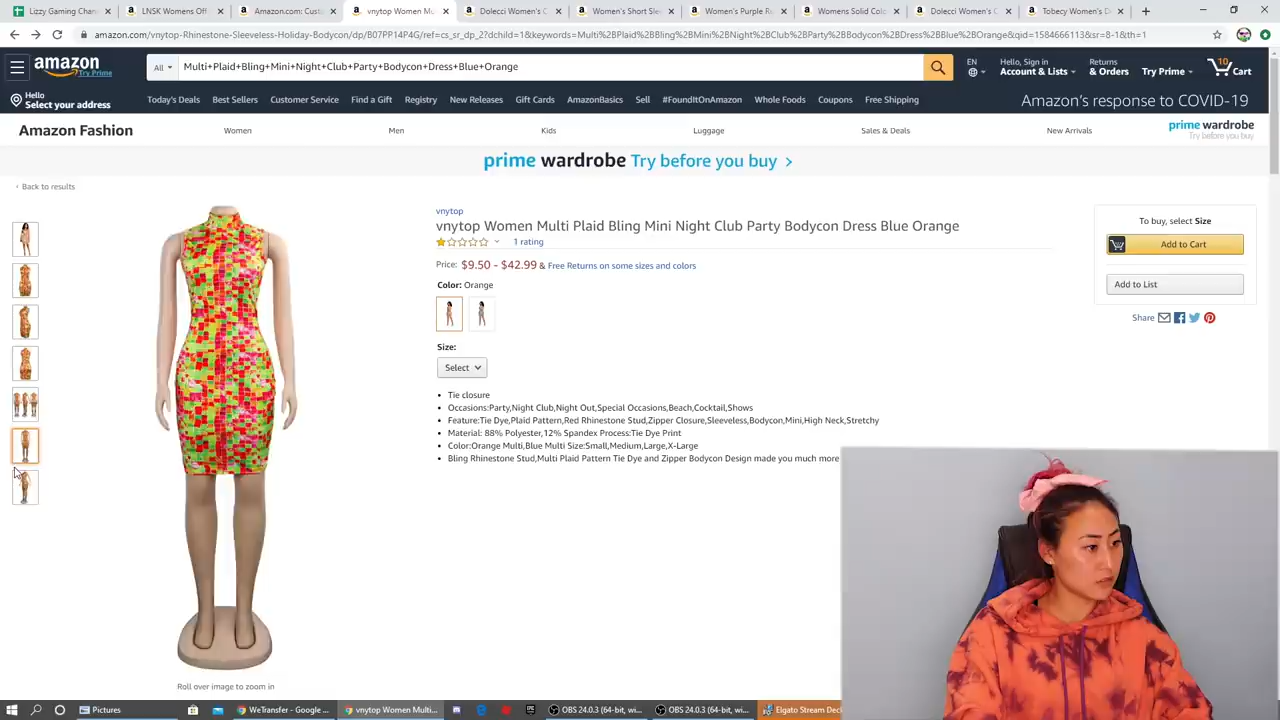 Lizzy Gaming Chan
LNSK Womens Off
Amazon.com: Custo
vnytop Women Mu
Dolecci Women's C
Women's Short Slee
Women's Purple Ru
Womens Solid Colo
Dolecci Women's C
Tobecy Women's D
amazon.com/vnytop-Rhinestone-Sleeveless-Holiday-Bodycon/dp/B07PP14P4G/ref=cs_sr_dp_2?dchild=1&keywords=Multi%2BPlaid%2BBling%2BMini%2BNight%2BClub%2BParty%2BBodycon%2BDress%2BBlue%2BOrange&qid=1584666113&sr=8-1&th=1
amazon
Try Prime
All
Multi+Plaid+Bling+Mini+Night+Club+Party+Bodycon+Dress+Blue+Orange
EN
Hello, Sign in
Account & Lists
Returns
& Orders
Try Prime
10
Cart
Hello
Select your address
Today's Deals
Best Sellers
Customer Service
Find a Gift
Registry
New Releases
Gift Cards
AmazonBasics
Sell
#FoundItOnAmazon
Whole Foods
Coupons
Free Shipping
Amazon's response to COVID-19
Amazon Fashion
Women
Men
Kids
Luggage
Sales & Deals
New Arrivals
prime wardrobe
Try before you buy
prime wardrobe Try before you buy >
‹ Back to results
vnytop
vnytop Women Multi Plaid Bling Mini Night Club Party Bodycon Dress Blue Orange
1 rating
Price: $9.50 - $42.99 & Free Returns on some sizes and colors
Color: Orange
Size:
Select
• Tie closure
• Occasions:Party,Night Club,Night Out,Special Occasions,Beach,Cocktail,Shows
• Feature:Tie Dye,Plaid Pattern,Red Rhinestone Stud,Zipper Closure,Sleeveless,Bodycon,Mini,High Neck,Stretchy
• Material: 88% Polyester,12% Spandex Process:Tie Dye Print
• Color:Orange Multi,Blue Multi Size:Small,Medium,Large,X-Large
• Bling Rhinestone Stud,Multi Plaid Pattern Tie Dye and Zipper Bodycon Design made you much more
To buy, select Size
Add to Cart
Add to List
Share
Roll over image to zoom in
Pictures
WeTransfer - Google ...
vnytop Women Multi...
OBS 24.0.3 (64-bit, wi...
OBS 24.0.3 (64-bit, wi...
Elgato Stream Deck